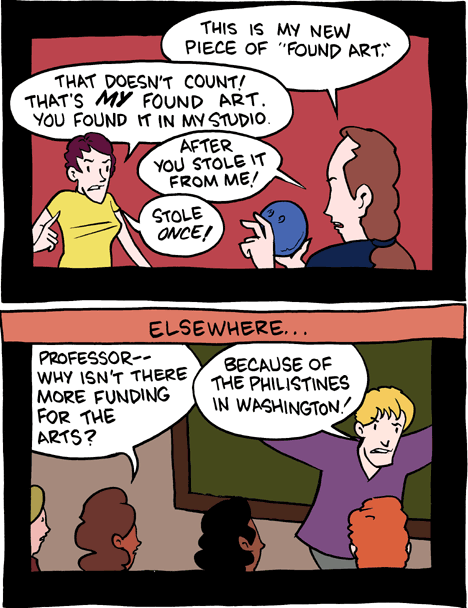 THIS IS MY NEW
PIECE OF "FOUND ART."
THAT DOESN'T COUNT!
THAT'S MY FOUND ART.
YOU FOUND IT IN MY STUDIO.
AFTER
YOU STOLE IT
FROM ME!
STOLE
ONCE!
ELSEWHERE...
PROFESSOR--
WHY ISN'T THERE
MORE FUNDING
FOR THE
ARTS?
BECAUSE OF
THE PHILISTINES
IN WASHINGTON!